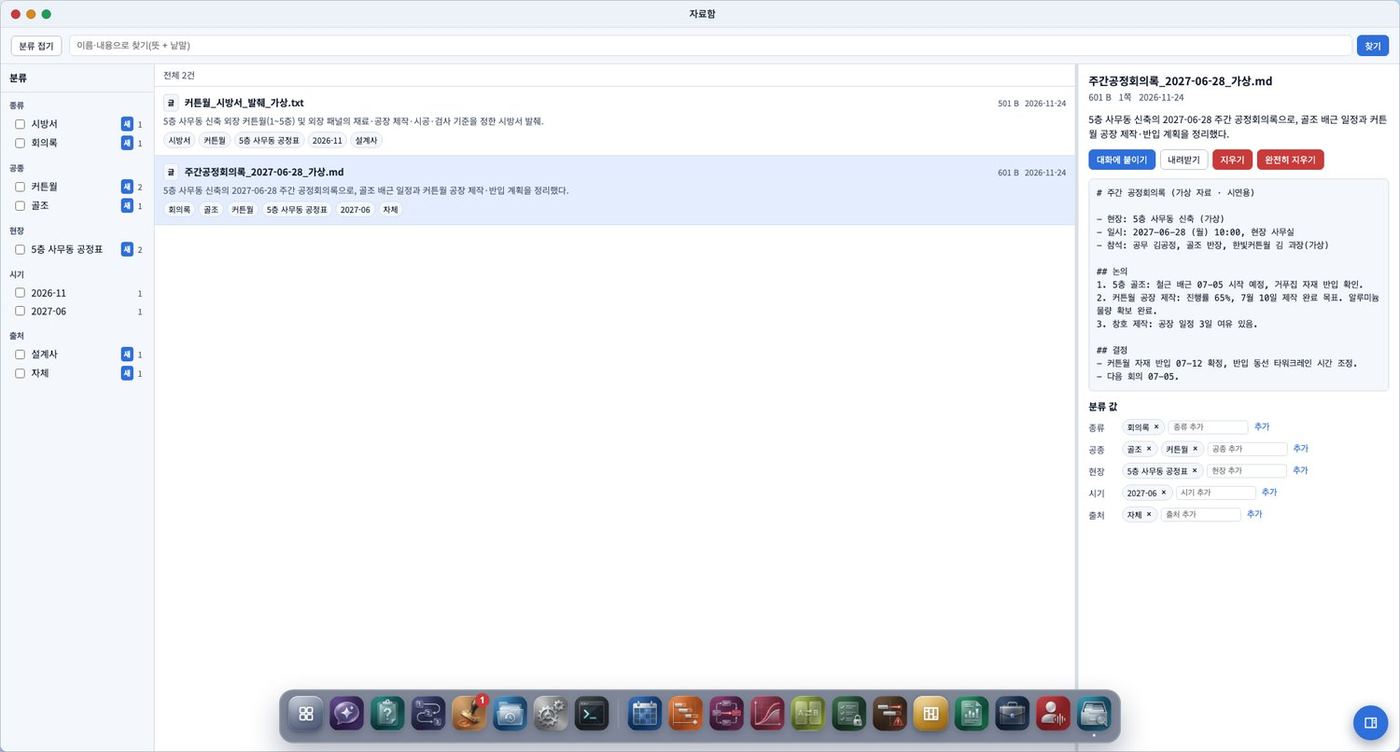 자료함
분류 접기
이름·내용으로 찾기(뜻 + 낱말)
찾기
분류
종류
시방서 새 1
회의록 새 1
공종
커튼월 새 2
골조 새 1
현장
5층 사무동 공정표 새 2
시기
2026-11 1
2027-06 1
출처
설계사 새 1
자체 새 1
전체 2건
글 커튼월_시방서_발췌_가상.txt 501 B 2026-11-24
5층 사무동 신축 외장 커튼월(1~5층) 및 외장 패널의 재료·공장 제작·시공·검사 기준을 정한 시방서 발췌.
시방서 커튼월 5층 사무동 공정표 2026-11 설계사
글 주간공정회의록_2027-06-28_가상.md 601 B 2026-11-24
5층 사무동 신축의 2027-06-28 주간 공정회의록으로, 골조 배근 일정과 커튼월 공장 제작·반입 계획을 정리했다.
회의록 골조 커튼월 5층 사무동 공정표 2027-06 자체
주간공정회의록_2027-06-28_가상.md
601 B 1쪽 2026-11-24
5층 사무동 신축의 2027-06-28 주간 공정회의록으로, 골조 배근 일정과 커튼
월 공장 제작·반입 계획을 정리했다.
대화에 붙이기 내려받기 지우기 완전히 지우기
# 주간 공정회의록 (가상 자료 · 시연용)
- 현장: 5층 사무동 신축 (가상)
- 일시: 2027-06-28 (월) 10:00, 현장 사무실
- 참석: 공무 김공정, 골조 반장, 한빛커튼월 김 과장(가상)
## 논의
1. 5층 골조: 철근 배근 07-05 시작 예정, 거푸집 자재 반입 확인.
2. 커튼월 공장 제작: 진행률 65%, 7월 10일 제작 완료 목표. 알루미늄
물량 확보 완료.
3. 창호 제작: 공장 일정 3일 여유 있음.
## 결정
- 커튼월 자재 반입 07-12 확정, 반입 동선 타워크레인 시간 조정.
- 다음 회의 07-05.
분류 값
종류 회의록 × 종류 추가 추가
공종 골조 × 커튼월 × 공종 추가 추가
현장 5층 사무동 공정표 × 현장 추가 추가
시기 2027-06 × 시기 추가 추가
출처 자체 × 출처 추가 추가
1